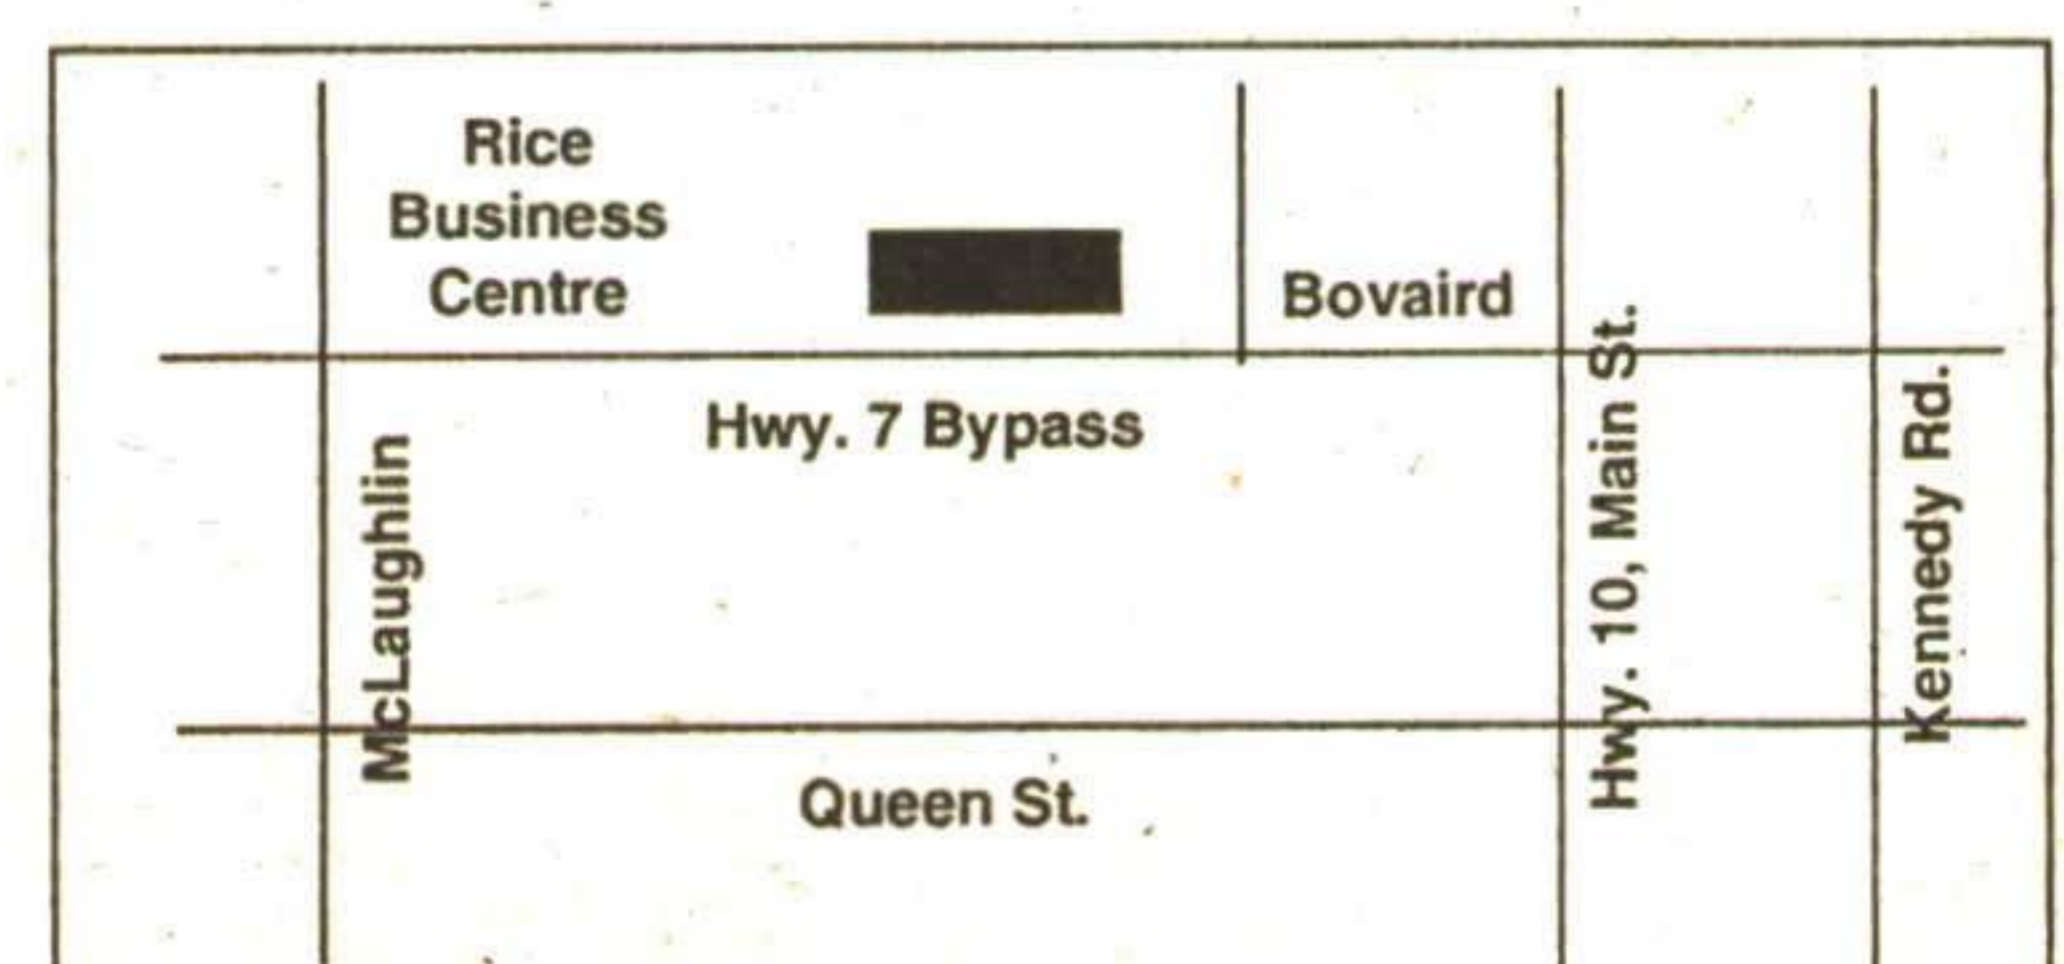 Rice
Business
Centre
Bovaird
Hwy. 7 Bypass
McLaughlin
Hwy. 10, Main St.
Kennedy Rd.
Queen St.